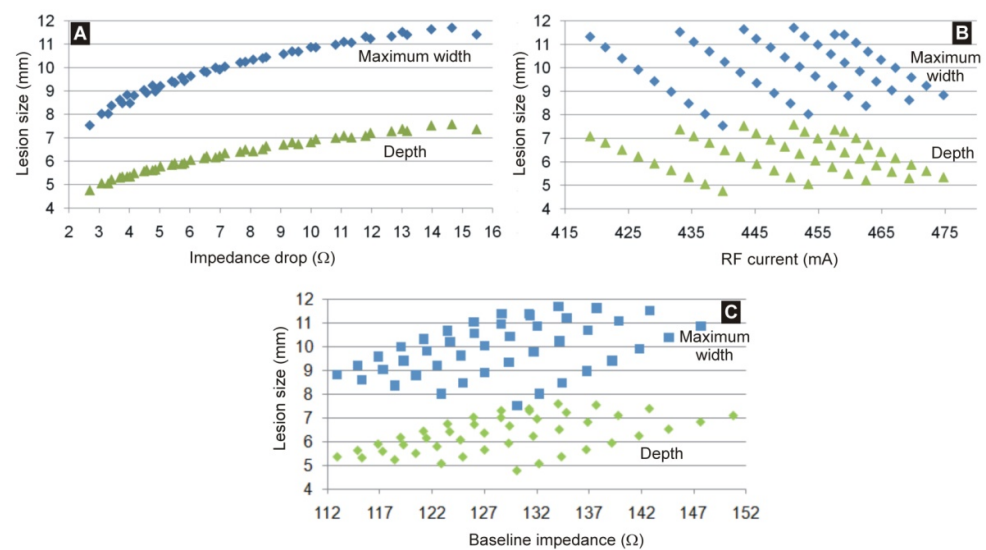 A
12
11
10
9
8
7
6
5
4
Lesion size (mm)
Maximum width
Depth
2 3 4 5 6 7 8 9 10 11 12 13 14 15 16
Impedance drop (Ω)
B
12
11
10
9
8
7
6
5
4
Lesion size (mm)
Maximum
width
Depth
415 425 435 445 455 465 475
RF current (mA)
C
12
11
10
9
8
7
6
5
4
Lesion size (mm)
Maximum
width
Depth
112 117 122 127 132 137 142 147 152
Baseline impedance (Ω)